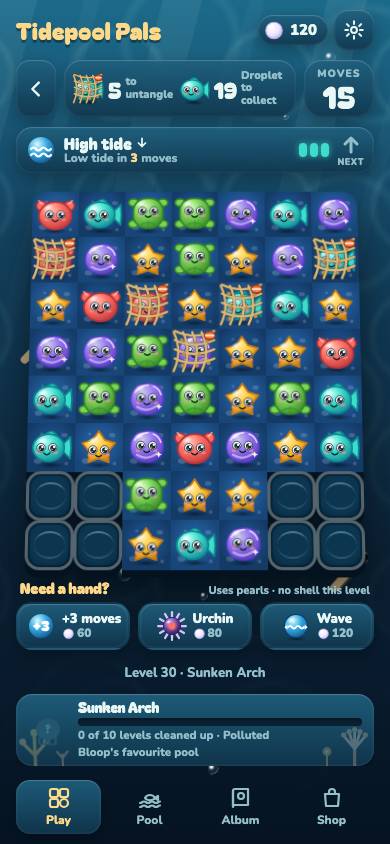 Tidepool Pals
120
5 to untangle
19 Droplet to collect
MOVES
15
High tide ↓
Low tide in 3 moves
NEXT
Need a hand?
Uses pearls · no shell this level
+3 +3 moves
60
Urchin
80
Wave
120
Level 30 · Sunken Arch
Sunken Arch
0 of 10 levels cleaned up · Polluted
Bloop's favourite pool
Play
Pool
Album
Shop